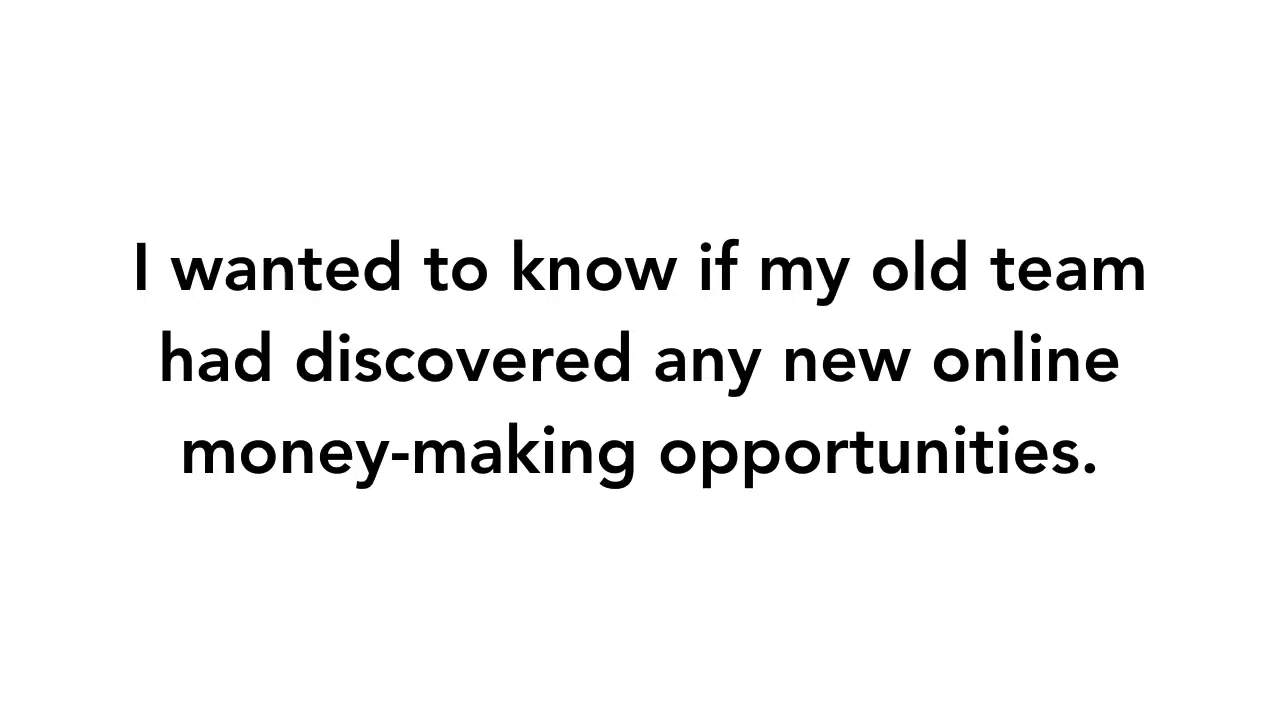 I wanted to know if my old team
had discovered any new online
money-making opportunities.